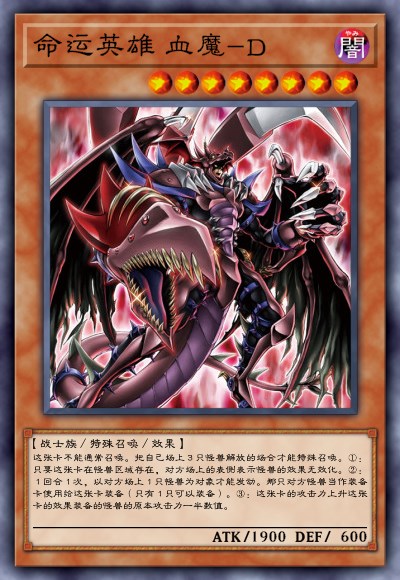 命运英雄 血魔-D
やみ
闇
【战士族/特殊召唤/效果】
这张卡不能通常召唤。把自己场上3只怪兽解放的场合才能特殊召唤。①:
只要这张卡在怪兽区域存在,对方场上的表侧表示怪兽的效果无效化。②:
1回合1次,以对方场上1只怪兽为对象才能发动。那只对方怪兽当作装备
卡使用给这张卡装备(只有1只可以装备)。③:这张卡的攻击力上升这张
卡的效果装备的怪兽的原本攻击力一半数值。
ATK/1900 DEF/ 600